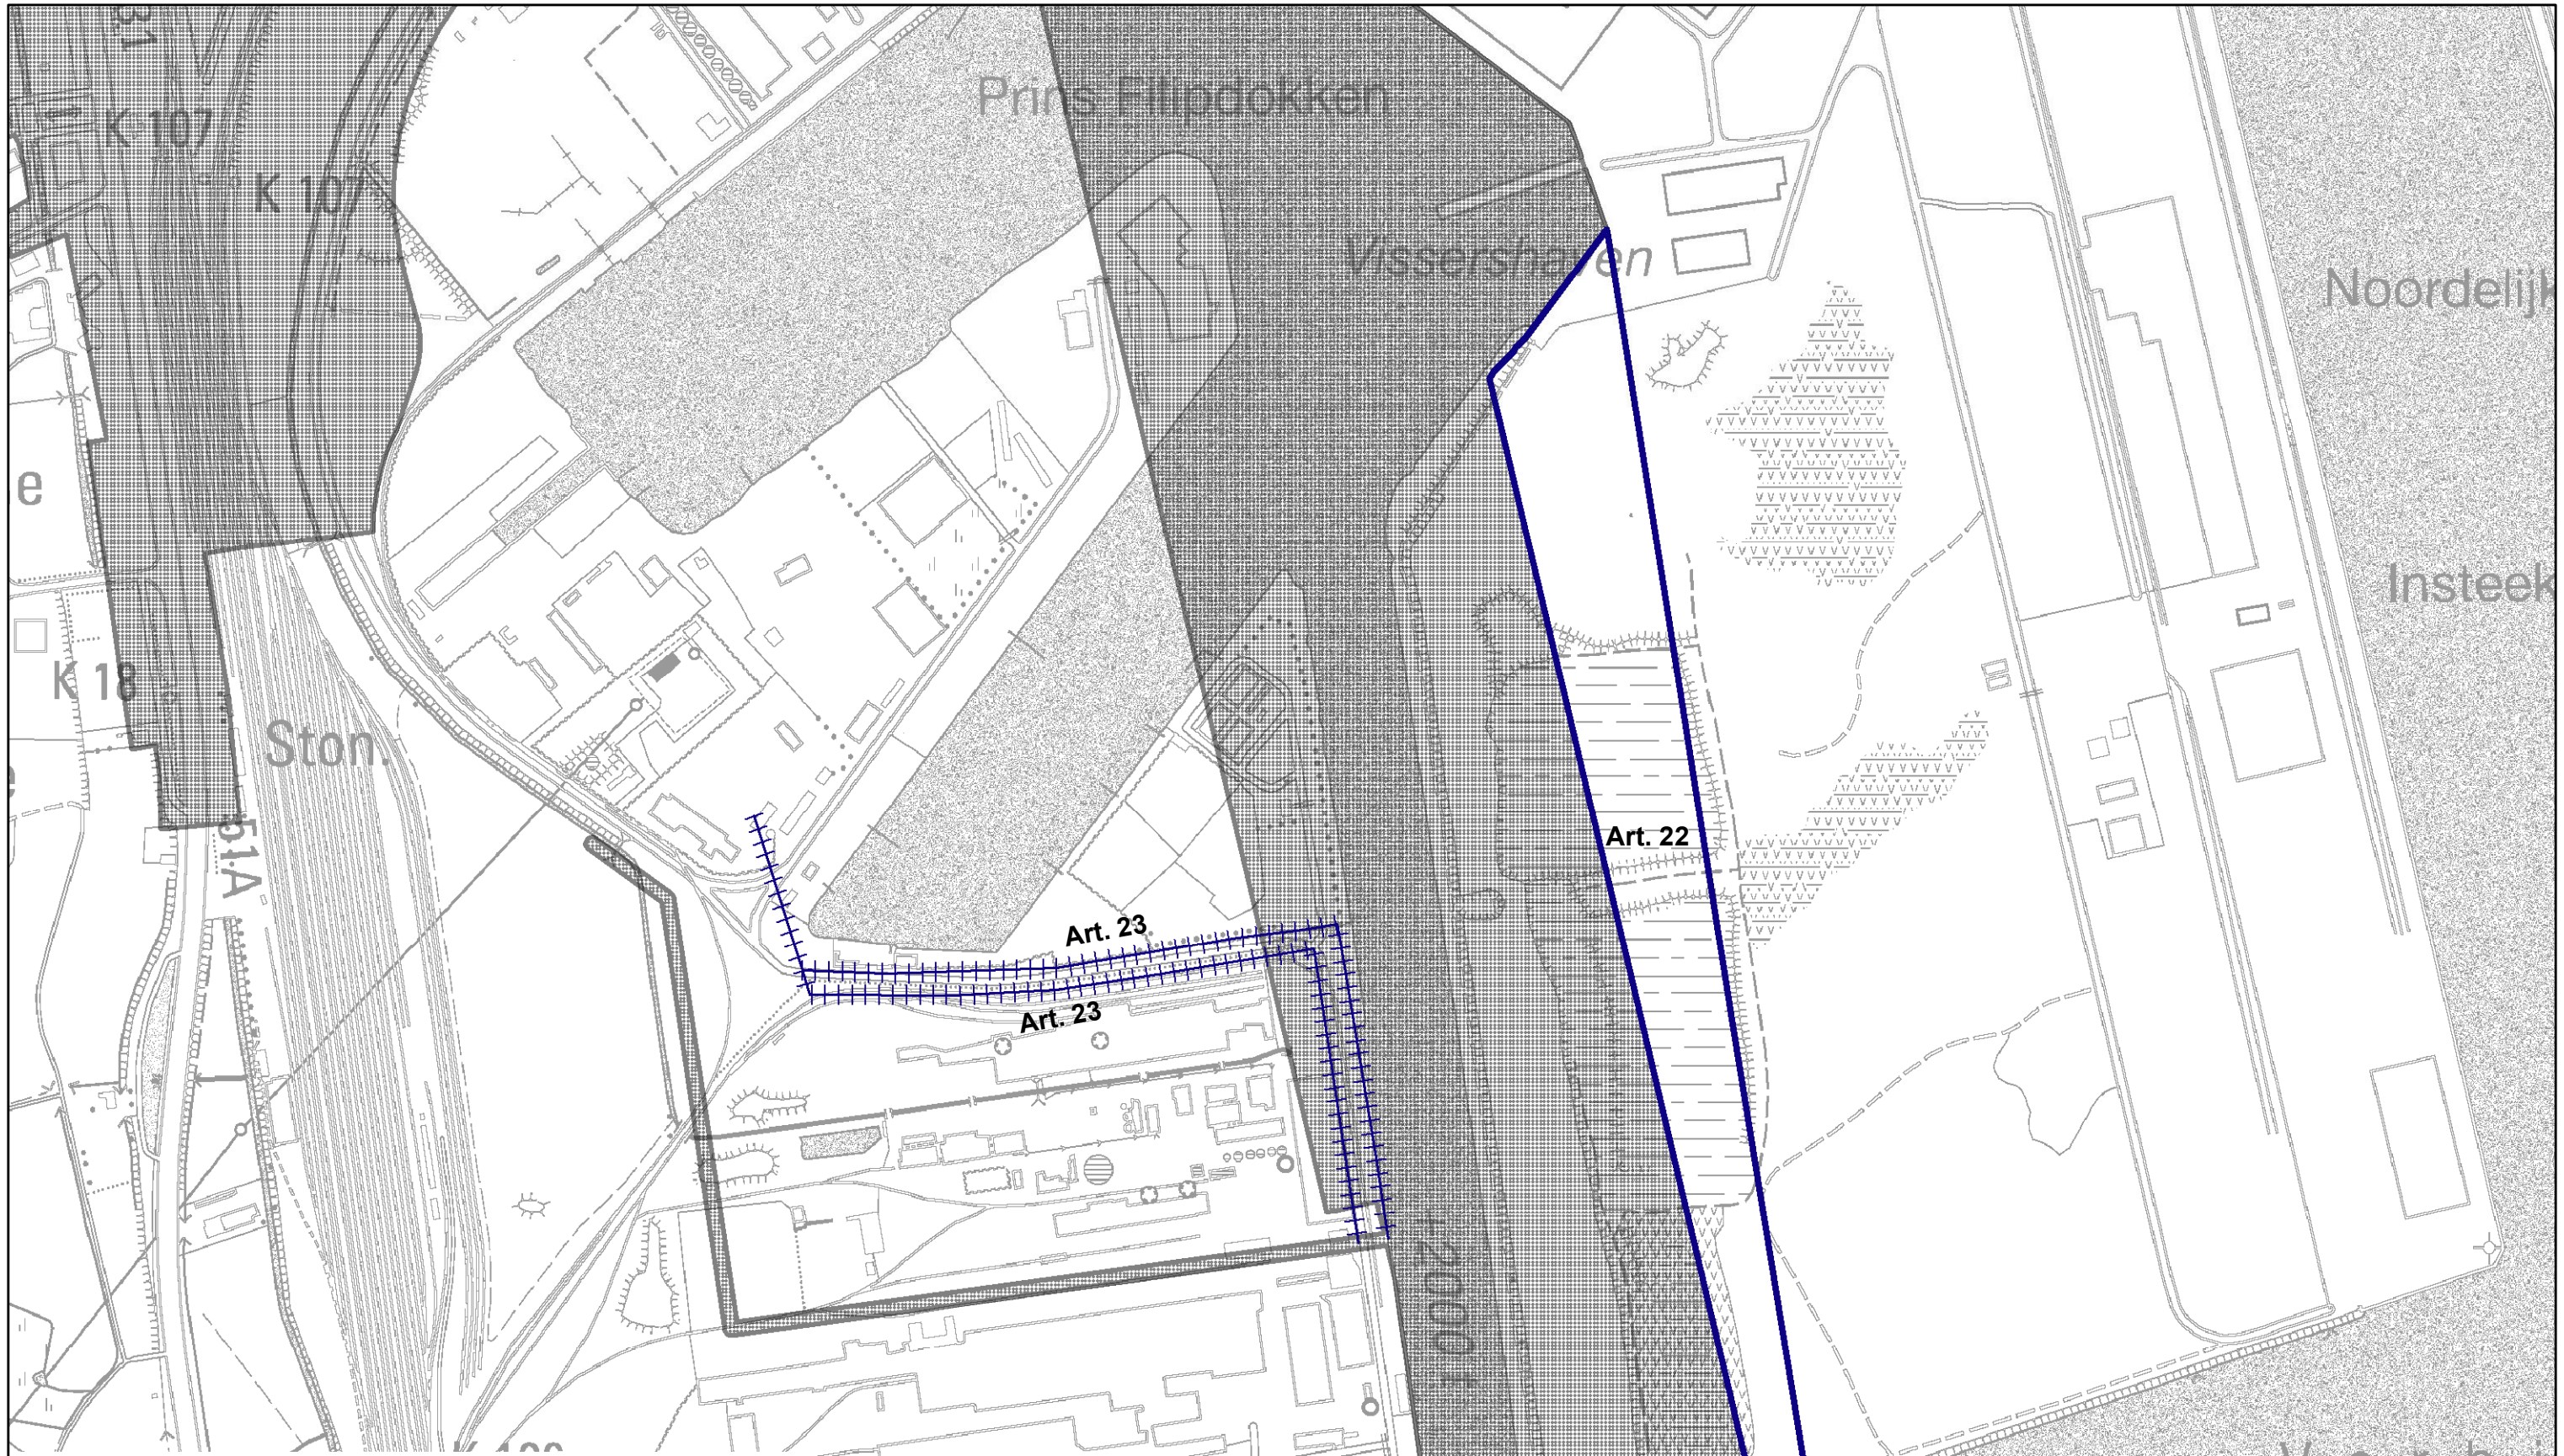 Prins Filipdokken
K 107
K 107
Vissershaven
Noordelijk
e
Insteek
K 18
Ston.
51A
Art. 22
Art. 23
Art. 23
+2000 t